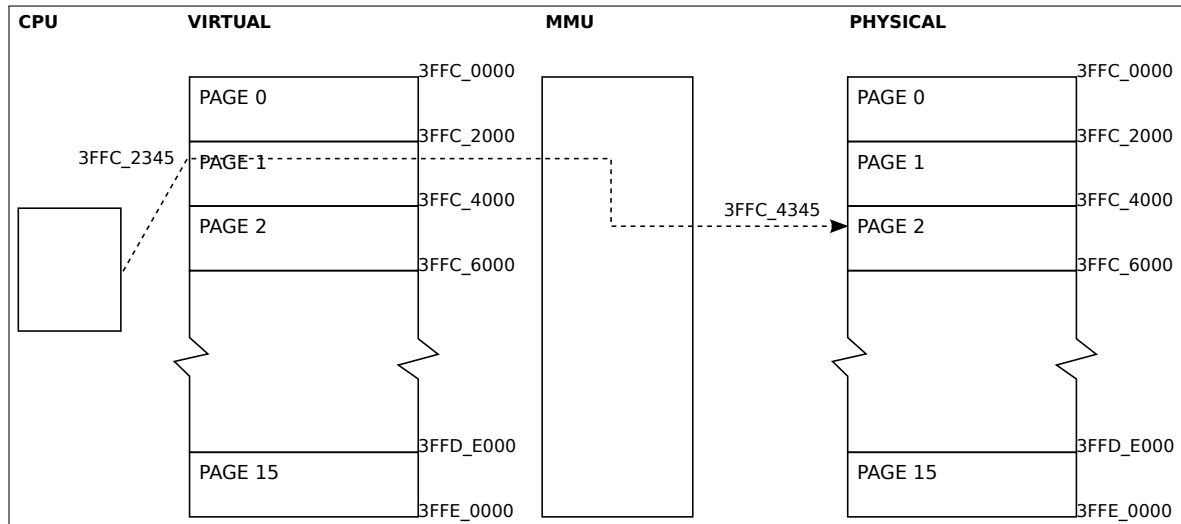 CPU VIRTUAL MMU PHYSICAL
3FFC_0000 3FFC_0000
PAGE 0 PAGE 0
3FFC_2000 3FFC_2000
3FFC_2345 PAGE 1 PAGE 1
3FFC_4000 3FFC_4000
3FFC_4345
PAGE 2 PAGE 2
3FFC_6000 3FFC_6000
3FFD_E000 3FFD_E000
PAGE 15 PAGE 15
3FFE_0000 3FFE_0000